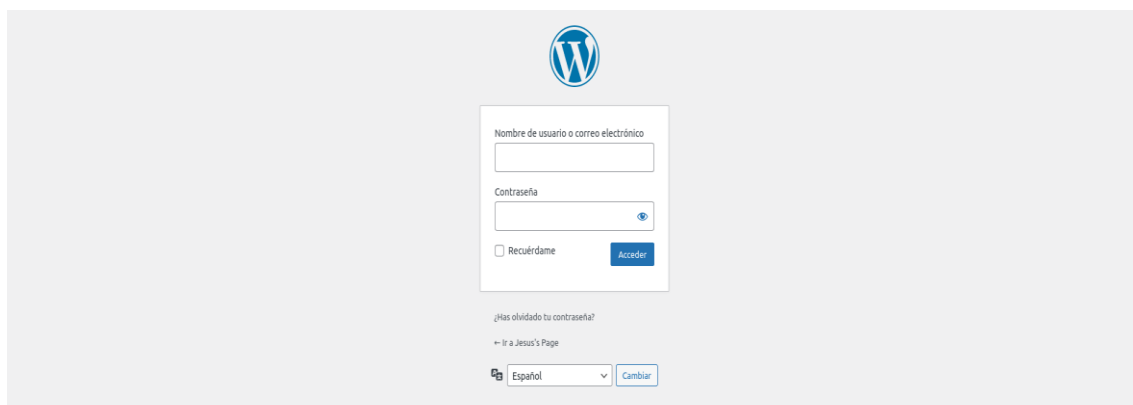 Nombre de usuario o correo electrónico
Contraseña
Recuérdame
Acceder
¿Has olvidado tu contraseña?
← Ir a Jesus's Page
Español
Cambiar